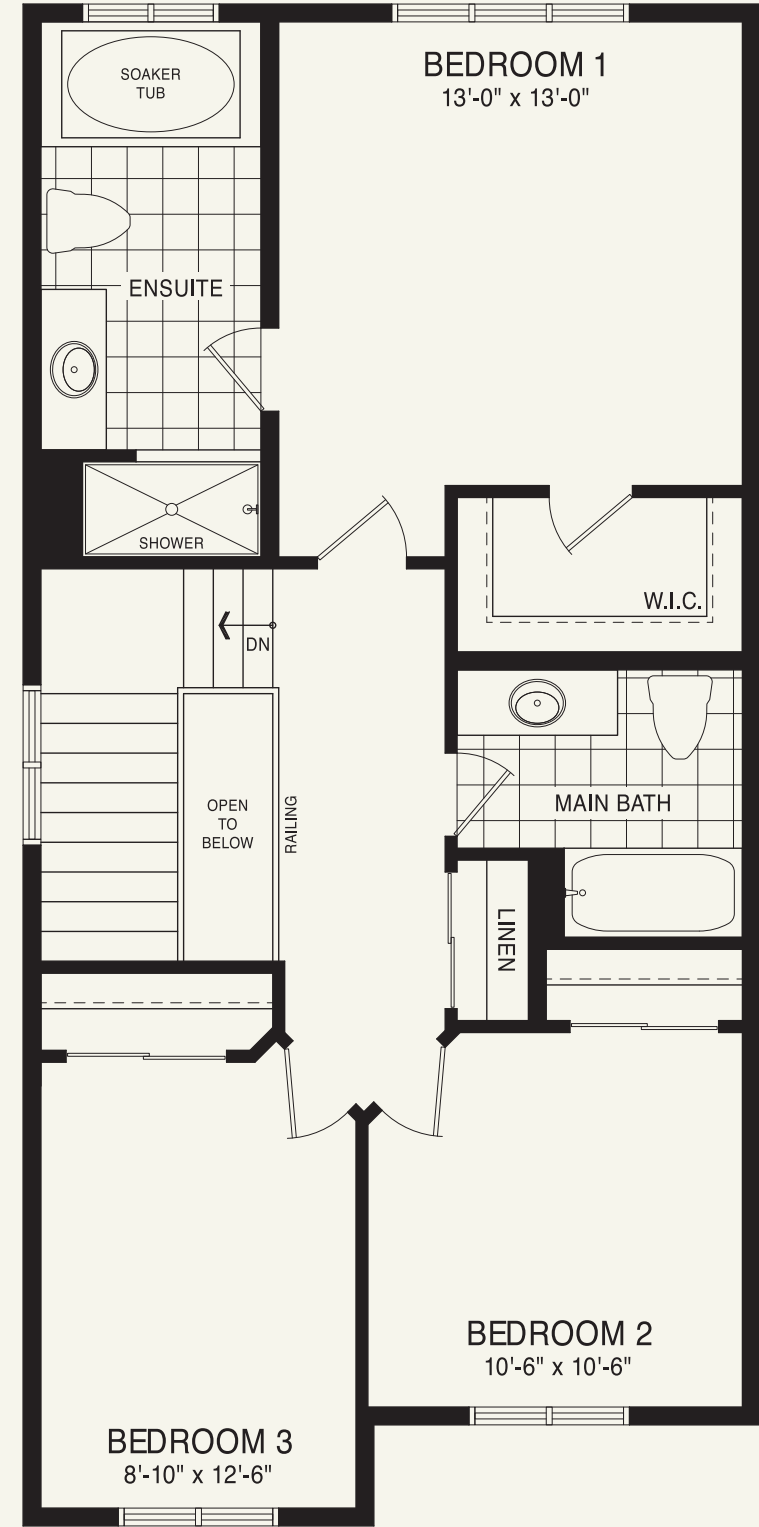 SOAKER
TUB
BEDROOM 1
13'-0" x 13'-0"
ENSUITE
SHOWER
W.I.C.
DN
OPEN
TO
BELOW
RAILING
MAIN BATH
LINEN
BEDROOM 2
10'-6" x 10'-6"
BEDROOM 3
8'-10" x 12'-6"